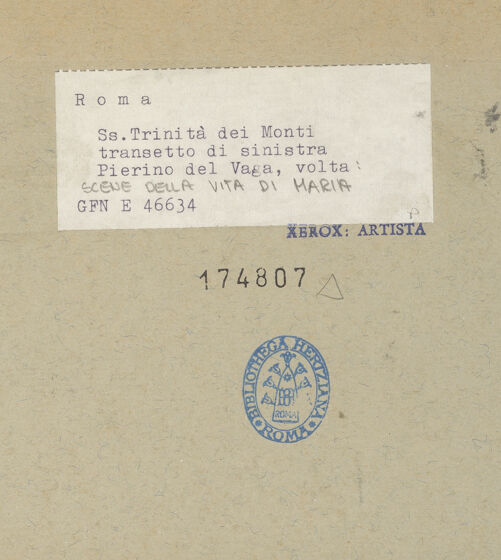 Roma
Ss.Trinità dei Monti
transetto di sinistra
Pierino del Vaga, volta:
SCENE DELLA VITA DI MARIA
GFN E 46634
P
XEROX: ARTISTA
174807
BIBLIOTHECA HERTZIANA
ROMA
ROMA